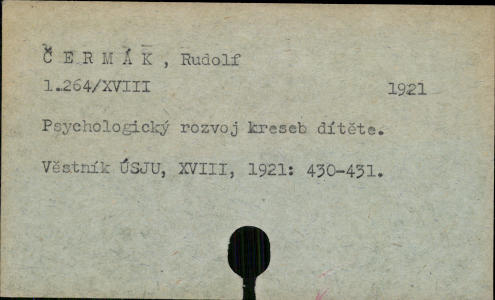 Č E R M Á K , Rudolf
1.264/XVIII 1921
Psychologický rozvoj kreseb dítěte.
Věstník ÚSJU, XVIII, 1921: 430-431.